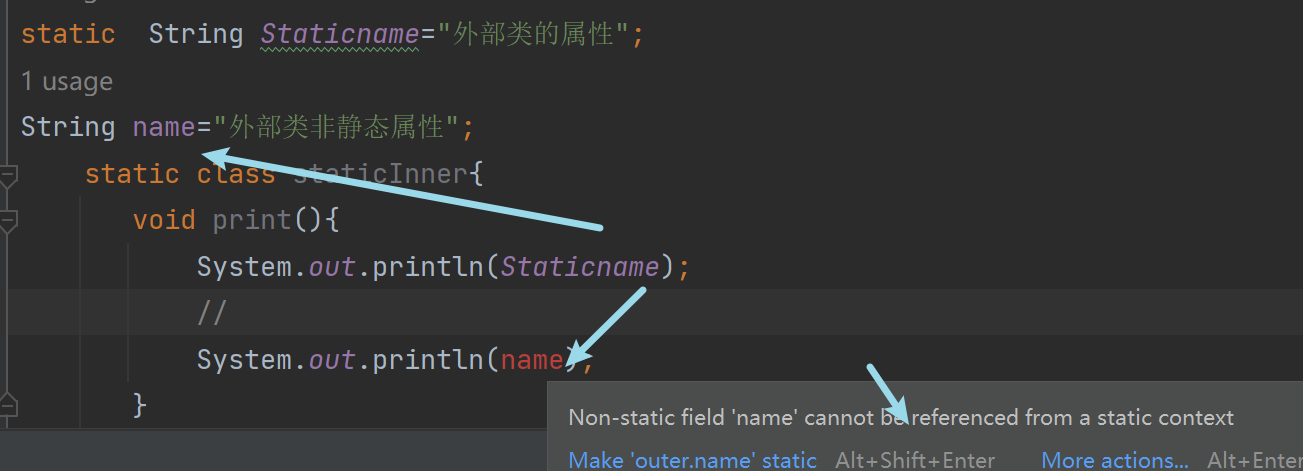 static  String Staticname="外部类的属性";
1 usage
String name="外部类非静态属性";
static class staticInner{
void print(){
System.out.println(Staticname);
//
System.out.println(name);
}
Non-static field 'name' cannot be referenced from a static context
Make 'outer.name' static Alt+Shift+Enter More actions... Alt+Enter